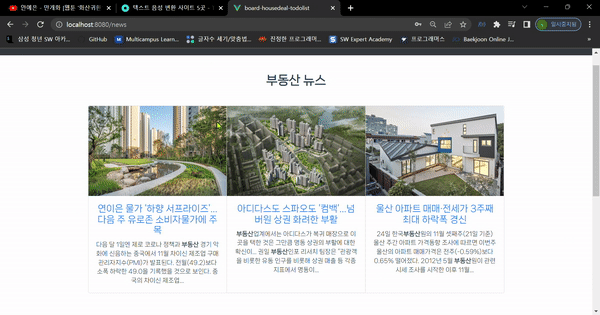 연예은 - 만개화 [웹툰 '화산귀환
텍스트 음성 변환 사이트 5곳 -
board-housedeal-todolist
localhost:8080/news
일시중지됨
삼성 청년 SW 아카...
GitHub
Multicampus Learn...
글자수 세기/맞춤법...
진정한 프로그래머...
SW Expert Academy
프로그래머스
Baekjoon Online J...
부동산 뉴스
연이은 물가 '하향 서프라이즈'...
다음 주 유로존 소비자물가에 주
목
다음 달 1일엔 제로 코로나 정책과 부동산 경기 악
화에 신음하는 중국에서 11월 차이신 제조업 구매
관리자지수(PMI)가 발표된다. 전월(49.2)보다
소폭 하락한 49.0을 기록했을 것으로 보인다. 중
국의 차이신 제조업...
아디다스도 스파오도 '컴백'...넘
버원 상권 화려한 부활
부동산업계에서는 아디다스가 복귀 매장으로 이
곳을 택한 것은 그만큼 명동 상권의 부활에 대한
확신이... 권일 부동산인포 리서치 팀장은 "관광객
을 비롯한 유동 인구를 비롯해 상권 매출 등 각종
지표에서 명동이...
울산 아파트 매매·전세가 3주째
최대 하락폭 경신
24일 한국부동산원의 11월 셋째주(21일 기준)
울산 주간 아파트 가격동향 조사에 따르면 이번주
울산의 아파트 매매가격은 전주(-0.59%)보다
0.65% 떨어졌다. 2012년 5월 부동산원이 관련
시세 조사를 시작한 이후 11월...